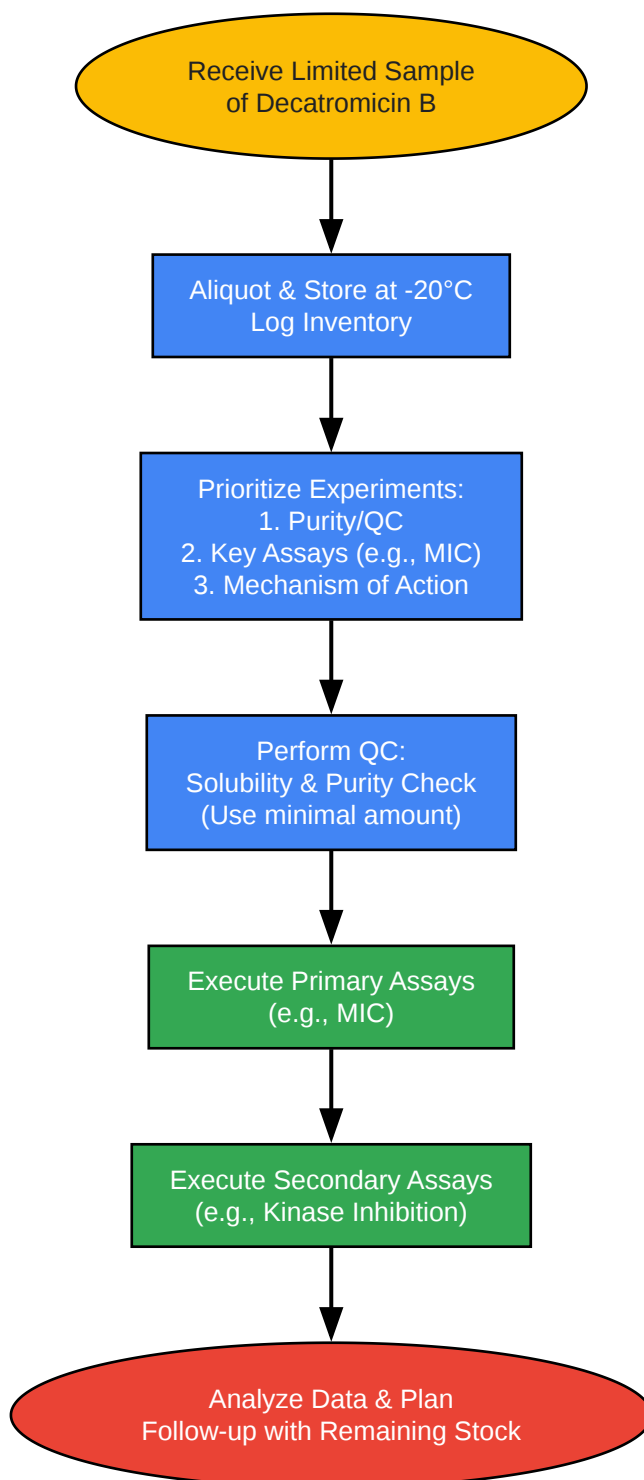 Receive Limited Sample
of Decatromicin B
Aliquot & Store at -20°C
Log Inventory
Prioritize Experiments:
1. Purity/QC
2. Key Assays (e.g., MIC)
3. Mechanism of Action
Perform QC:
Solubility & Purity Check
(Use minimal amount)
Execute Primary Assays
(e.g., MIC)
Execute Secondary Assays
(e.g., Kinase Inhibition)
Analyze Data & Plan
Follow-up with Remaining Stock